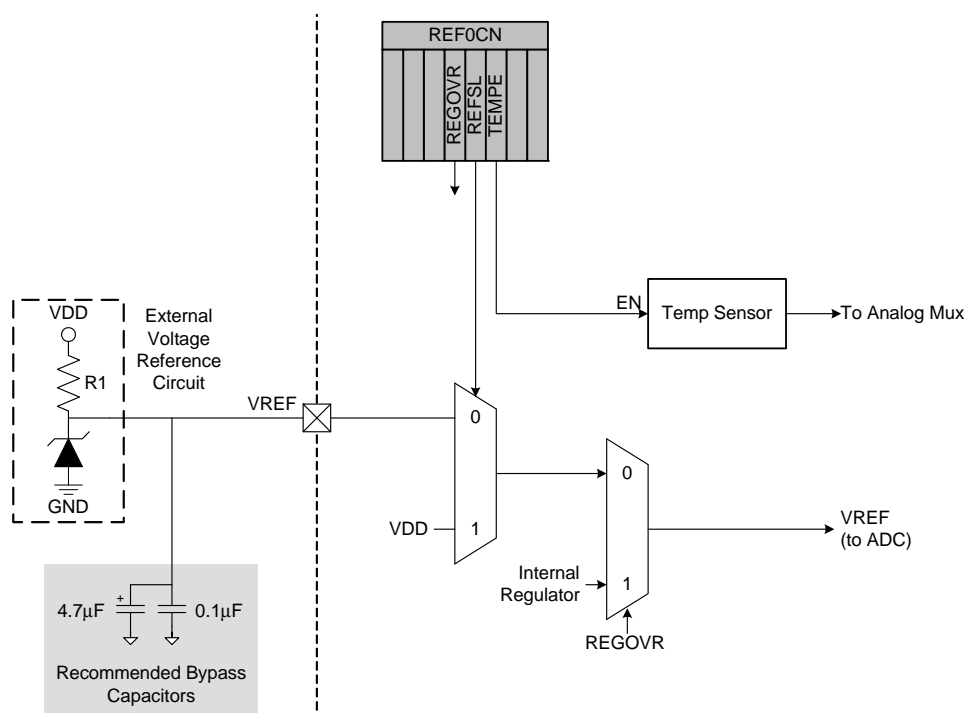 REF0CN
REGOVR
REFSL
TEMPE
EN
Temp Sensor
To Analog Mux
VDD
R1
GND
External
Voltage
Reference
Circuit
VREF
0
1
VDD
0
1
Internal
Regulator
REGOVR
VREF
(to ADC)
4.7µF
+
0.1µF
Recommended Bypass
Capacitors